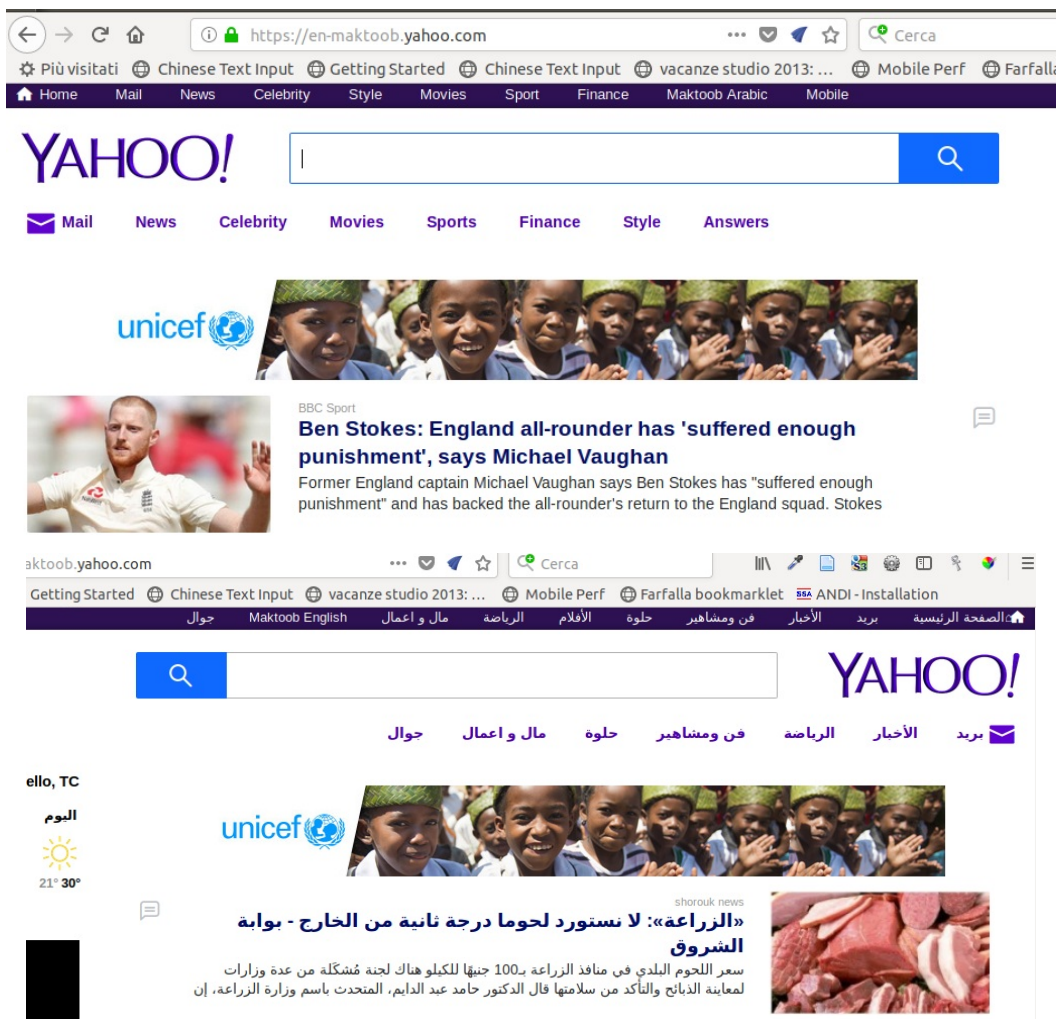 https://en-maktoob.yahoo.com Cerca
Più visitati Chinese Text Input Getting Started Chinese Text Input vacanze studio 2013: … Mobile Perf Farfalla
Home Mail News Celebrity Style Movies Sport Finance Maktoob Arabic Mobile
YAHOO!
Mail News Celebrity Movies Sports Finance Style Answers
unicef
BBC Sport
Ben Stokes: England all-rounder has 'suffered enough
punishment', says Michael Vaughan
Former England captain Michael Vaughan says Ben Stokes has "suffered enough
punishment" and has backed the all-rounder's return to the England squad. Stokes
aktoob.yahoo.com Cerca
Getting Started Chinese Text Input vacanze studio 2013: … Mobile Perf Farfalla bookmarklet SSA ANDI - Installation
الصفحة الرئيسية بريد الأخبار فن ومشاهير حلوة الأفلام الرياضة مال و اعمال Maktoob English جوال
YAHOO!
بريد الأخبار الرياضة فن ومشاهير حلوة مال و اعمال جوال
ello, TC
اليوم
21° 30°
unicef
shorouk news
«الزراعة»: لا نستورد لحوما درجة ثانية من الخارج - بوابة
الشروق
سعر اللحوم البلدي في منافذ الزراعة بـ100 جنيهًا للكيلو هناك لجنة مُشكّلة من عدة وزارات
لمعاينة الذبائح والتأكد من سلامتها قال الدكتور حامد عبد الدايم، المتحدث باسم وزارة الزراعة، إن